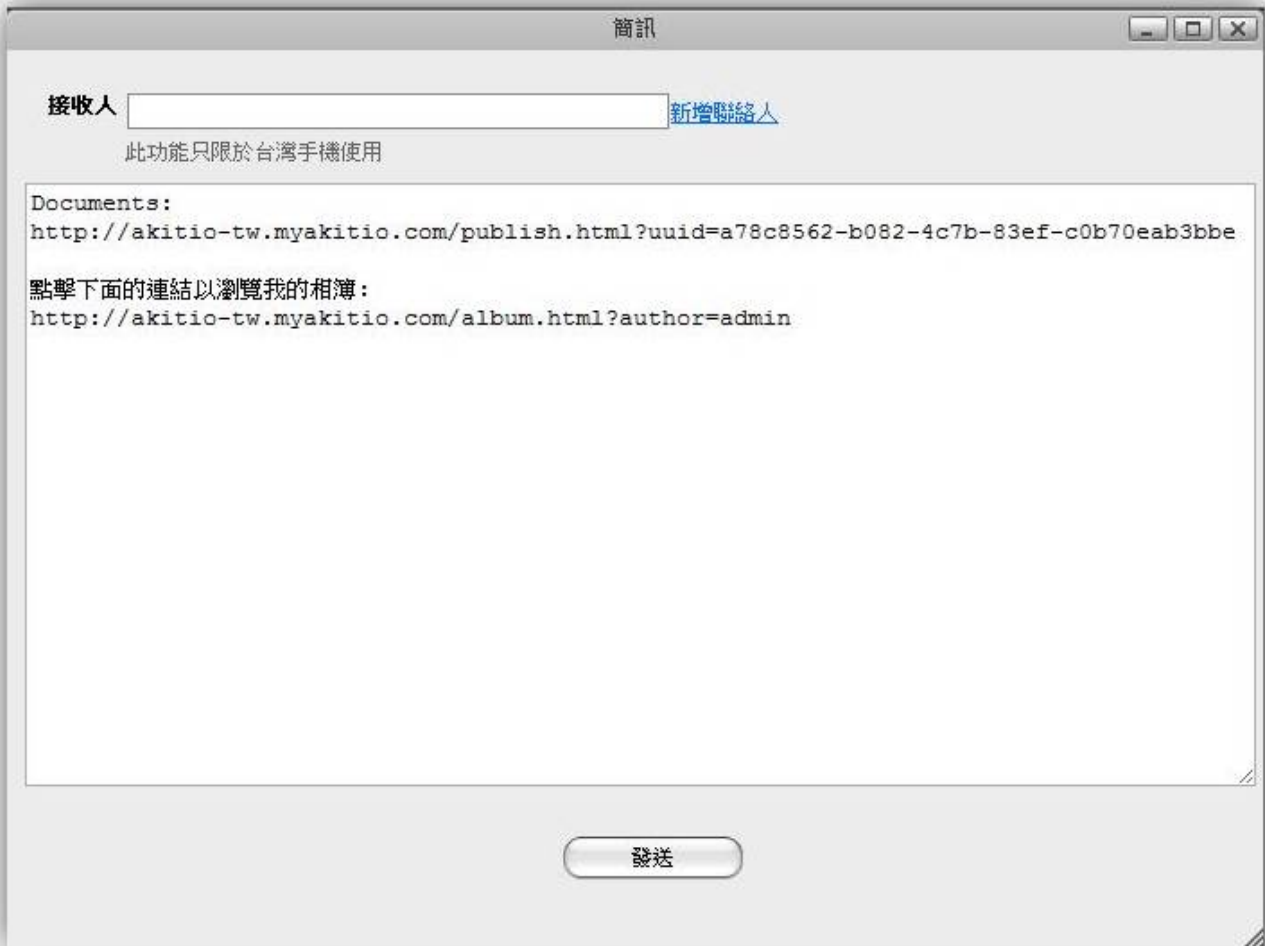 簡訊
接收人 新增聯絡人
此功能只限於台灣手機使用
Documents:
http://akitio-tw.myakitio.com/publish.html?uuid=a78c8562-b082-4c7b-83ef-c0b70eab3bbe
點擊下面的連結以瀏覽我的相簿:
http://akitio-tw.myakitio.com/album.html?author=admin
發送